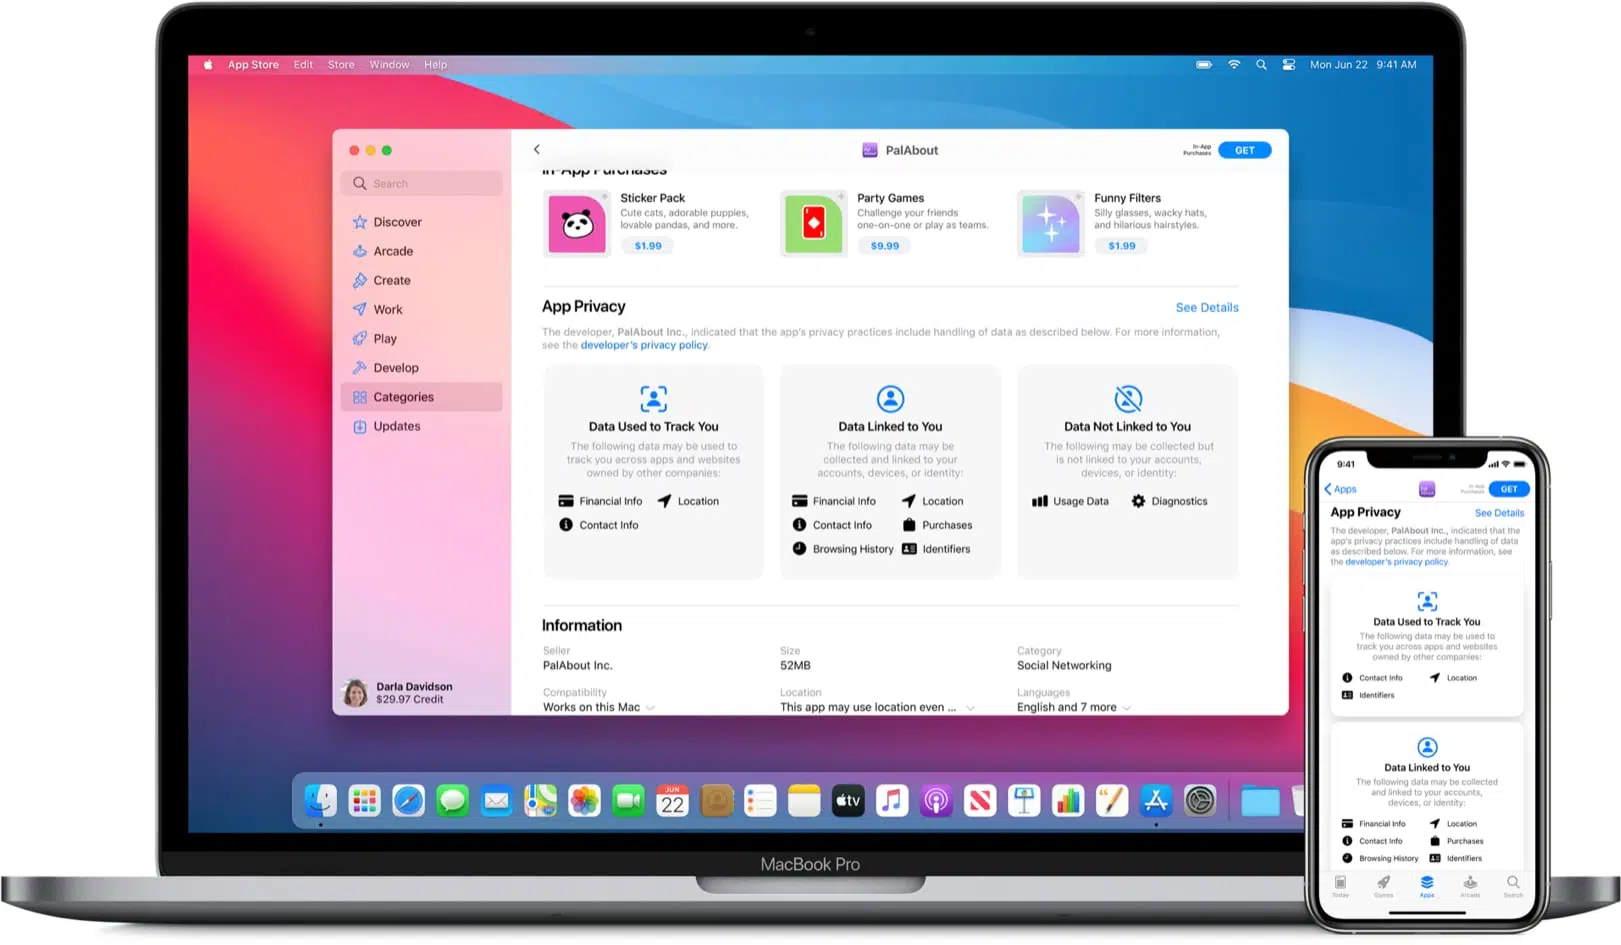 App Store Edit Store Window Help
Mon Jun 22 9:41 AM
PalAbout
In-App
Purchases
GET
Search
Discover
Arcade
Create
Work
Play
Develop
Categories
Updates
Darla Davidson
$29.97 Credit
In-App Purchases
Sticker Pack
Cute cats, adorable puppies,
lovable pandas, and more.
$1.99
Party Games
Challenge your friends
one-on-one or play as teams.
$9.99
Funny Filters
Silly glasses, wacky hats,
and hilarious hairstyles.
$1.99
App Privacy
See Details
The developer, PalAbout Inc., indicated that the app's privacy practices include handling of data as described below. For more information,
see the developer's privacy policy.
Data Used to Track You
The following data may be used to
track you across apps and websites
owned by other companies:
Financial Info Location
Contact Info
Data Linked to You
The following data may be
collected and linked to your
accounts, devices, or identity:
Financial Info Location
Contact Info Purchases
Browsing History Identifiers
Data Not Linked to You
The following may be collected but
is not linked to your accounts,
devices, or identity:
Usage Data Diagnostics
Information
Seller
PalAbout Inc.
Size
52MB
Category
Social Networking
Compatibility
Works on this Mac
Location
This app may use location even ...
Languages
English and 7 more
JUN
22
tv
MacBook Pro
9:41
Apps
In-App
Purchases
GET
App Privacy
See Details
The developer, PalAbout Inc., indicated that the
app's privacy practices include handling of data
as described below. For more information, see
the developer's privacy policy.
Data Used to Track You
The following data may be used to
track you across apps and websites
owned by other companies:
Contact Info Location
Identifiers
Data Linked to You
The following data may be collected
and linked to your accounts,
devices, or identity:
Financial Info Location
Contact Info Purchases
Browsing History Identifiers
Today Games Apps Arcade Search